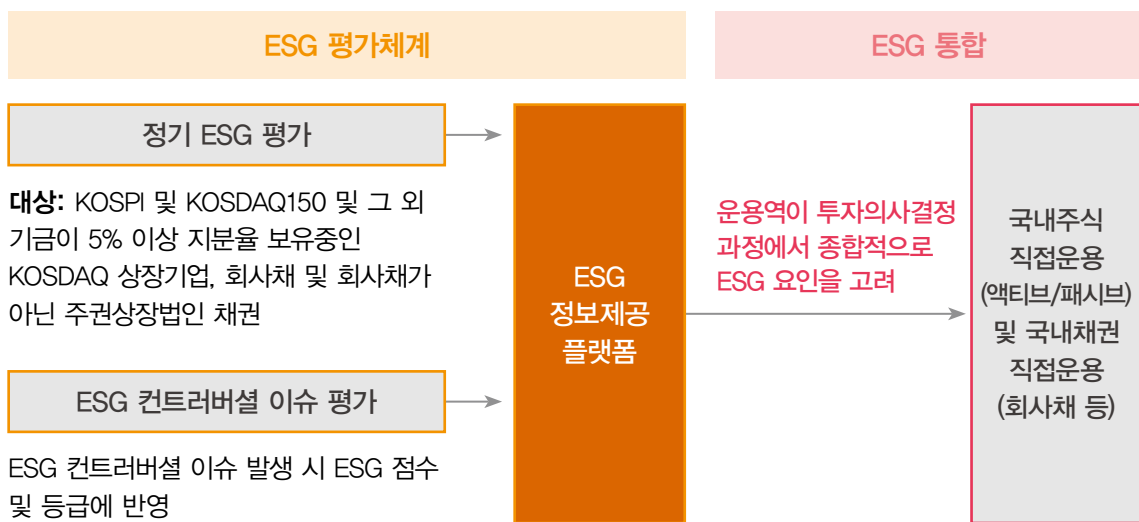 ESG 평가체계
ESG 통합
정기 ESG 평가
대상: KOSPI 및 KOSDAQ150 및 그 외
기금이 5% 이상 지분율 보유중인
KOSDAQ 상장기업, 회사채 및 회사채가
아닌 주권상장법인 채권
ESG 컨트러버셜 이슈 평가
ESG 컨트러버셜 이슈 발생 시 ESG 점수
및 등급에 반영
ESG
정보제공
플랫폼
운용역이 투자의사결정
과정에서 종합적으로
ESG 요인을 고려
국내주식
직접운용
(액티브/패시브)
및 국내채권
직접운용
(회사채 등)